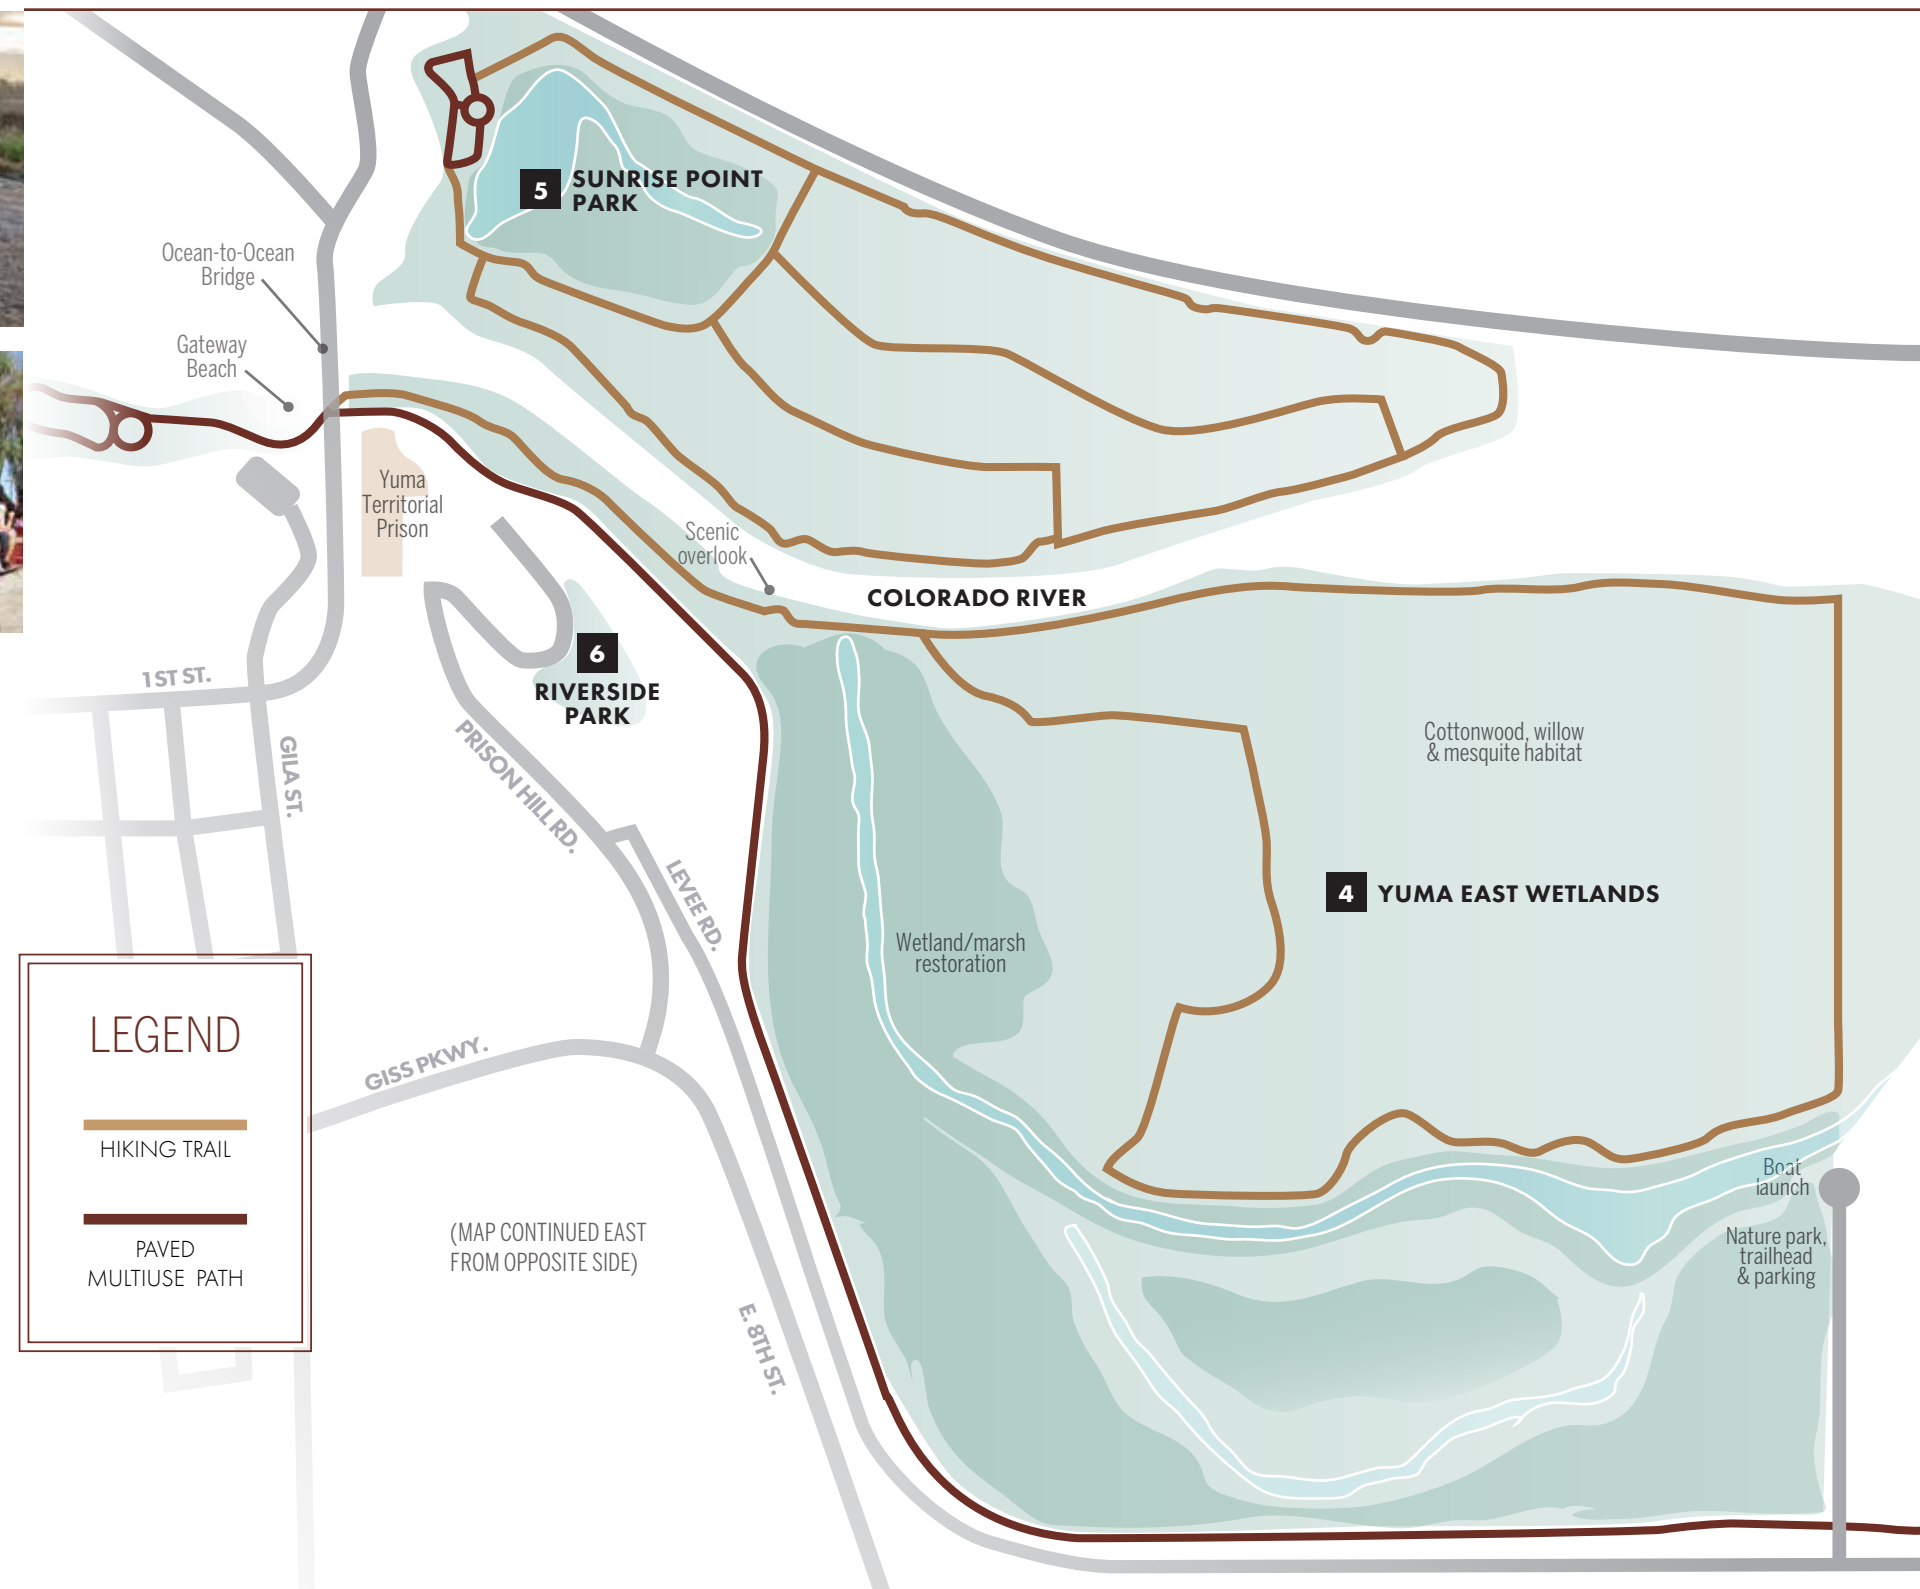 5
SUNRISE POINT
PARK
Ocean-to-Ocean
Bridge
Gateway
Beach
Yuma
Territorial
Prison
Scenic
overlook
COLORADO RIVER
6
RIVERSIDE
PARK
1ST ST.
GILA ST.
PRISON HILL RD.
LEVEE RD.
Cottonwood, willow
& mesquite habitat
4
YUMA EAST WETLANDS
Wetland/marsh
restoration
GISS PKWY.
LEGEND
HIKING TRAIL
PAVED
MULTIUSE PATH
(MAP CONTINUED EAST
FROM OPPOSITE SIDE)
E. 8TH ST.
Boat
launch
Nature park,
trailhead
& parking